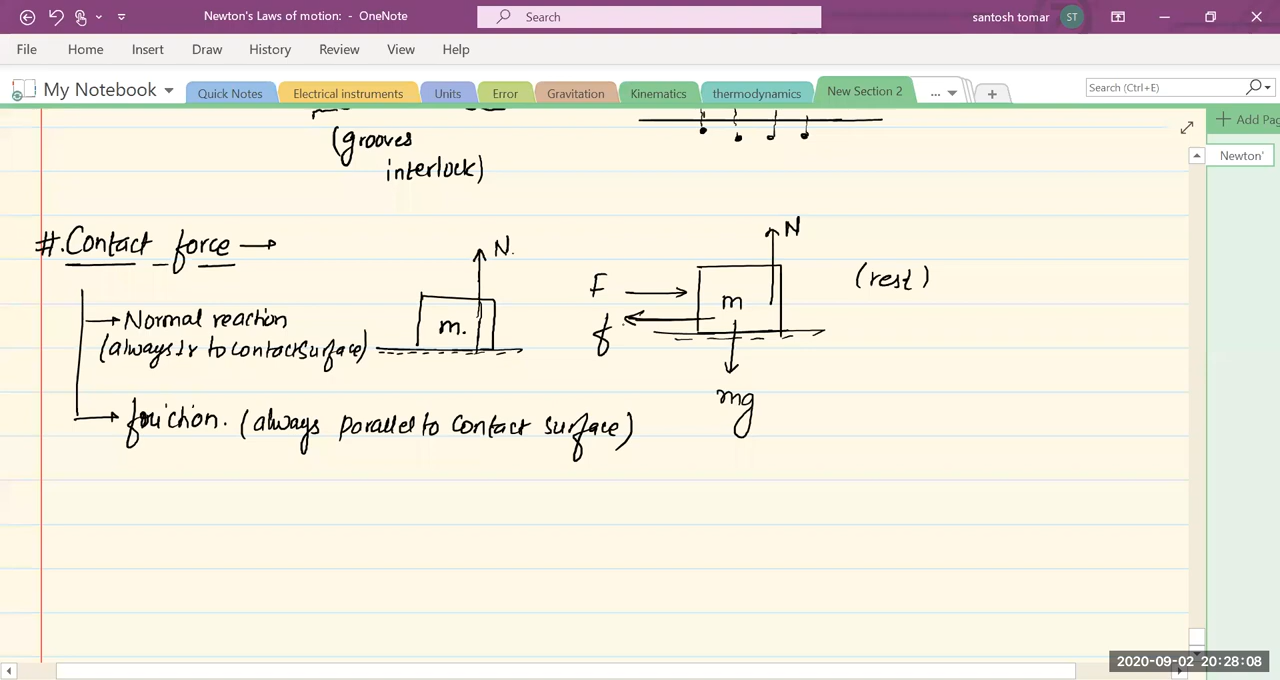 Newton's Laws of motion: - OneNote
Search
santosh tomar
ST
File Home Insert Draw History Review View Help
My Notebook
Quick Notes
Electrical instruments
Units
Error
Gravitation
Kinematics
thermodynamics
New Section 2
...
Search (Ctrl+E)
Add Pag
Newton'
(grooves
interlock)
#. Contact force →
→ Normal reaction
(always ⊥r to contact surface)
→ friction. (always parallel to contact surface)
N.
m.
N
F
f
m
mg
(rest)
2020-09-02 20:28:08